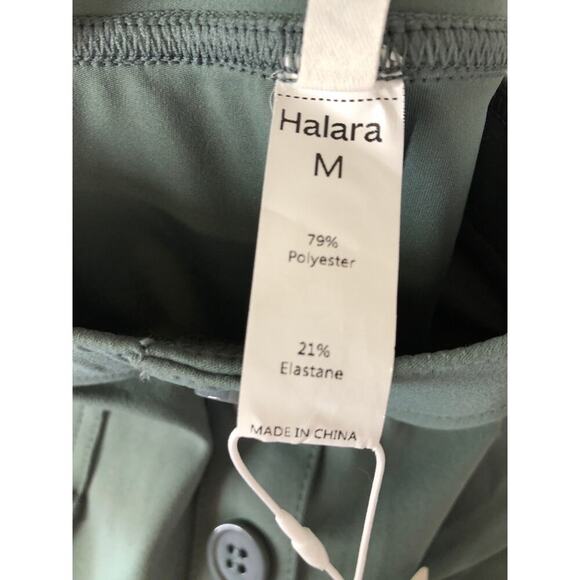 Halara
M
79%
Polyester
21%
Elastane
MADE IN CHINA